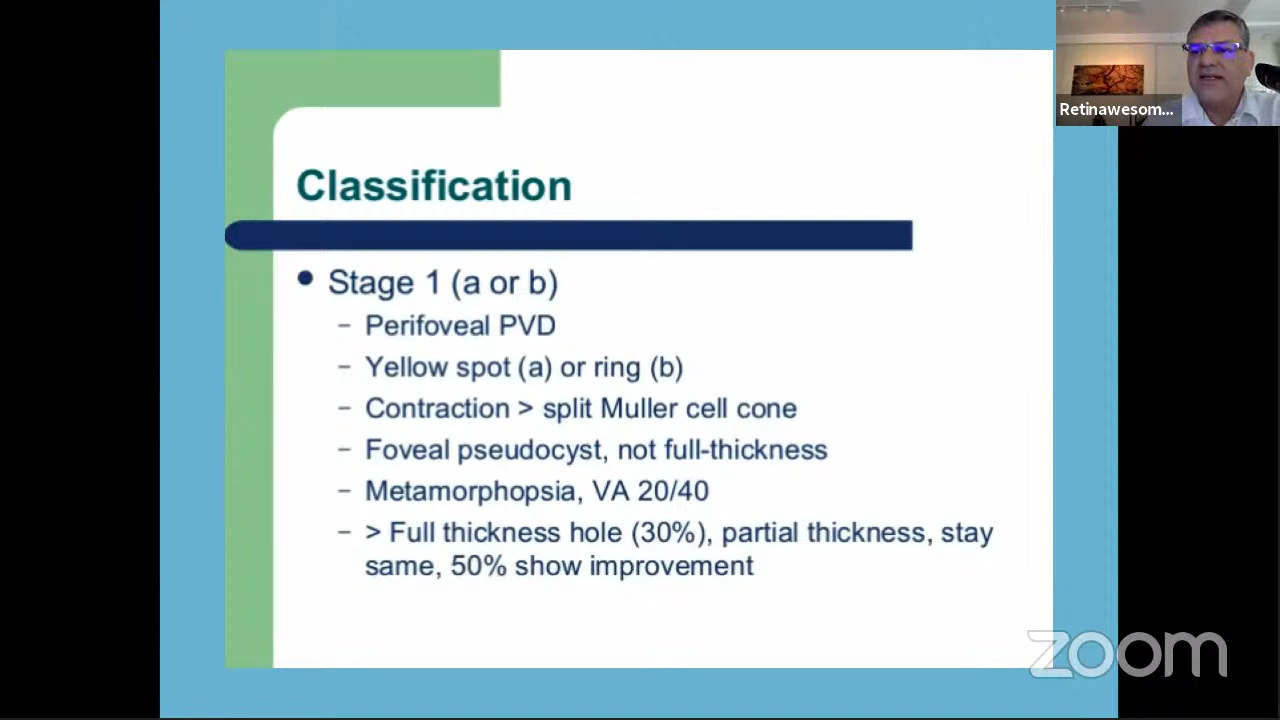 Retinawesom...
Classification
Stage 1 (a or b)
– Perifoveal PVD
– Yellow spot (a) or ring (b)
– Contraction > split Muller cell cone
– Foveal pseudocyst, not full-thickness
– Metamorphopsia, VA 20/40
– > Full thickness hole (30%), partial thickness, stay
same, 50% show improvement
zoom